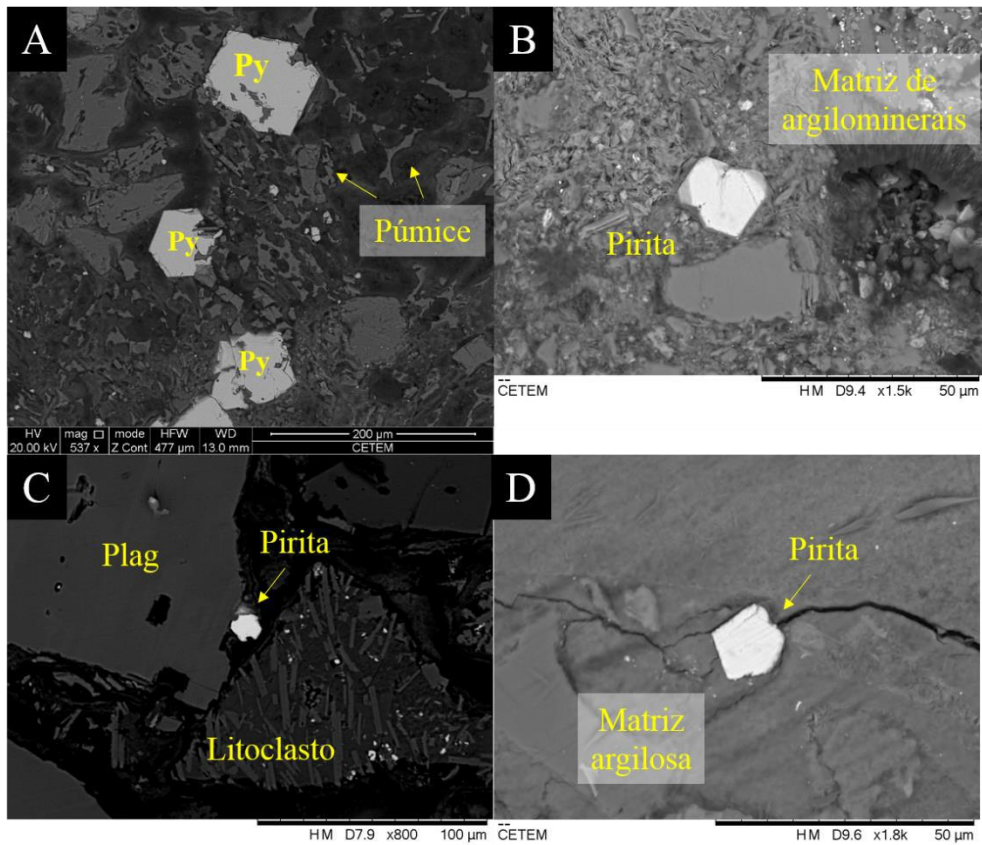 A
Py
Py
Py
Púmice
HV mag □ mode HFW WD
20.00 kV 537 x Z Cont 477 µm 13.0 mm
200 µm
CETEM
B
Matriz de
argilominerais
Pirita
CETEM
HM D9.4 x1.5k 50 µm
C
Plag
Pirita
Litoclasto
HM D7.9 x800 100 µm
D
Pirita
Matriz
argilosa
CETEM
HM D9.6 x1.8k 50 µm